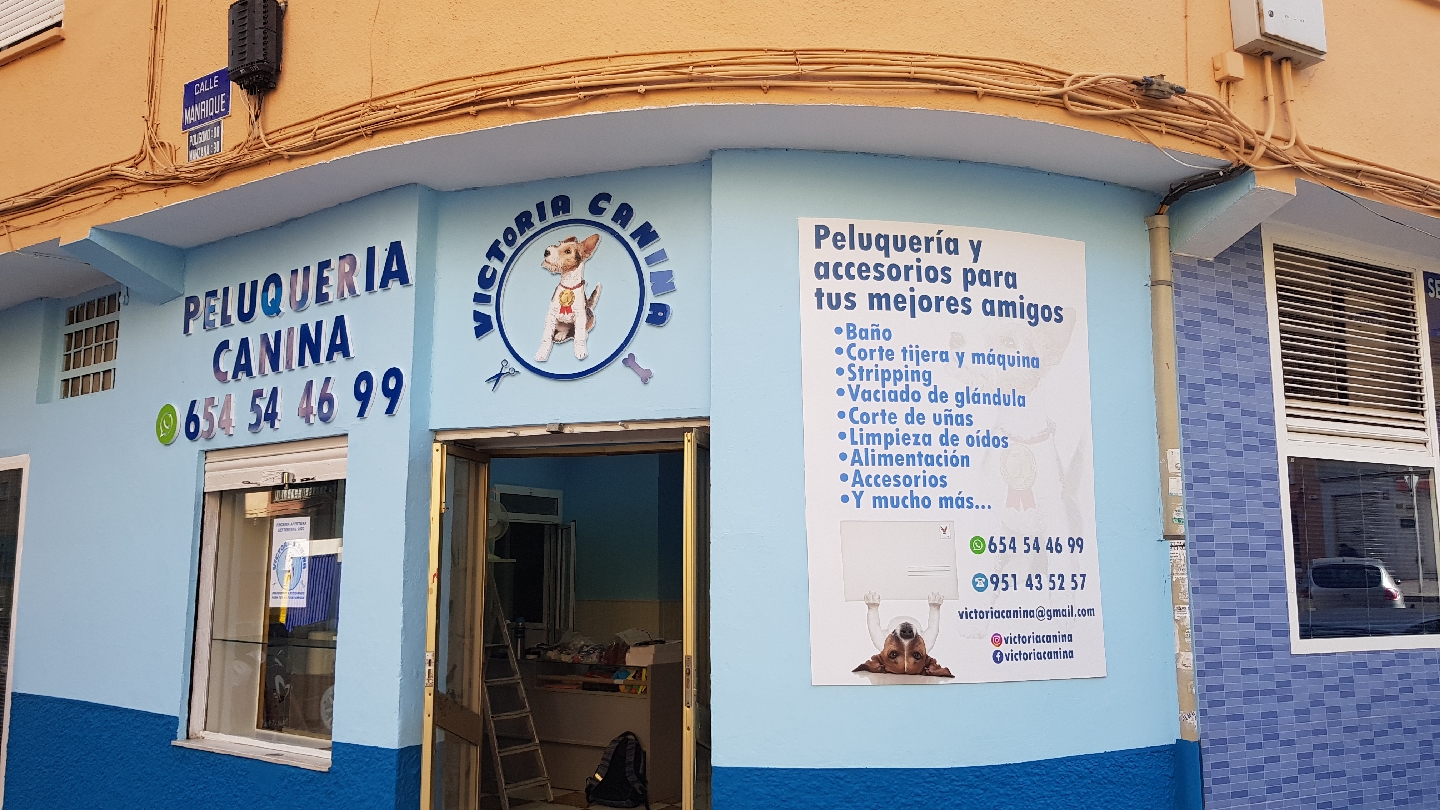 CALLE
MANRIQUE
PELUQUERIA
CANINA
654 54 46 99
VICTORIA CANINA
Peluquería y
accesorios para
tus mejores amigos
•Baño
•Corte tijera y máquina
•Stripping
•Vaciado de glándula
•Corte de uñas
•Limpieza de oídos
•Alimentación
•Accesorios
•Y mucho más...
654 54 46 99
951 43 52 57
victoriacanina@gmail.com
victoriacanina
victoriacanina
SE